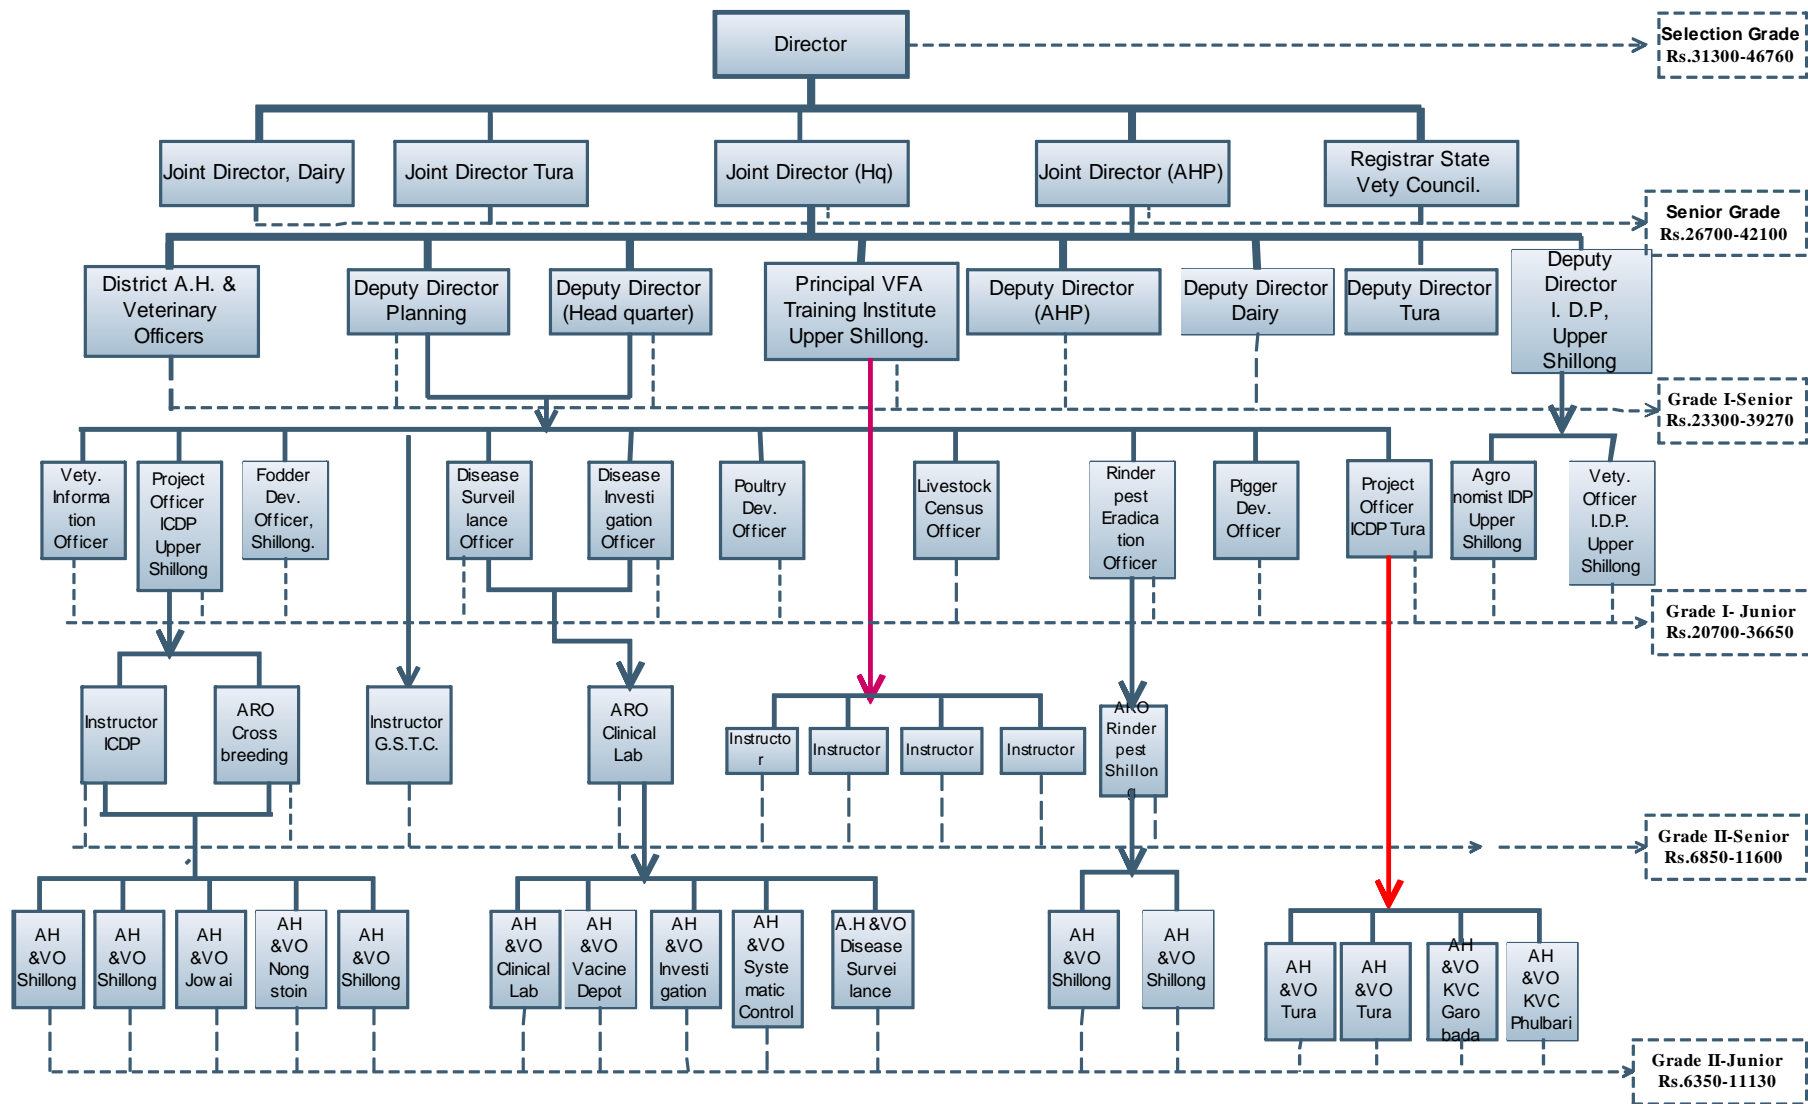 Director
Selection Grade
Rs.31300-46760
Joint Director, Dairy
Joint Director Tura
Joint Director (Hq)
Joint Director (AHP)
Registrar State
Vety Council.
Senior Grade
Rs.26700-42100
District A.H. &
Veterinary
Officers
Deputy Director
Planning
Deputy Director
(Head quarter)
Principal VFA
Training Institute
Upper Shillong.
Deputy Director
(AHP)
Deputy Director
Dairy
Deputy Director
Tura
Deputy
Director
I. D.P,
Upper
Shillong
Grade I-Senior
Rs.23300-39270
Vety.
Informa
tion
Officer
Project
Officer
ICDP
Upper
Shillong
Fodder
Dev.
Officer,
Shillong.
Disease
Surveil
lance
Officer
Disease
Investi
gation
Officer
Poultry
Dev.
Officer
Livestock
Census
Officer
Rinder
pest
Eradica
tion
Officer
Pigger
Dev.
Officer
Project
Officer
ICDP Tura
Agro
nomist IDP
Upper
Shillong
Vety.
Officer
I.D.P.
Upper
Shillong
Grade I- Junior
Rs.20700-36650
Instructor
ICDP
ARO
Cross
breeding
Instructor
G.S.T.C.
ARO
Clinical
Lab
Instructo
r
Instructor
Instructor
Instructor
ARO
Rinder
pest
Shillon
g
Grade II-Senior
Rs.6850-11600
AH
&VO
Shillong
AH
&VO
Shillong
AH
&VO
Jowai
AH
&VO
Nong
stoin
AH
&VO
Shillong
AH
&VO
Clinical
Lab
AH
&VO
Vacine
Depot
AH
&VO
Investi
gation
AH
&VO
Syste
matic
Control
A.H &VO
Disease
Survei
lance
AH
&VO
Shillong
AH
&VO
Shillong
AH
&VO
Tura
AH
&VO
Tura
AH
&VO
KVC
Garo
bada
AH
&VO
KVC
Phulbari
Grade II-Junior
Rs.6350-11130